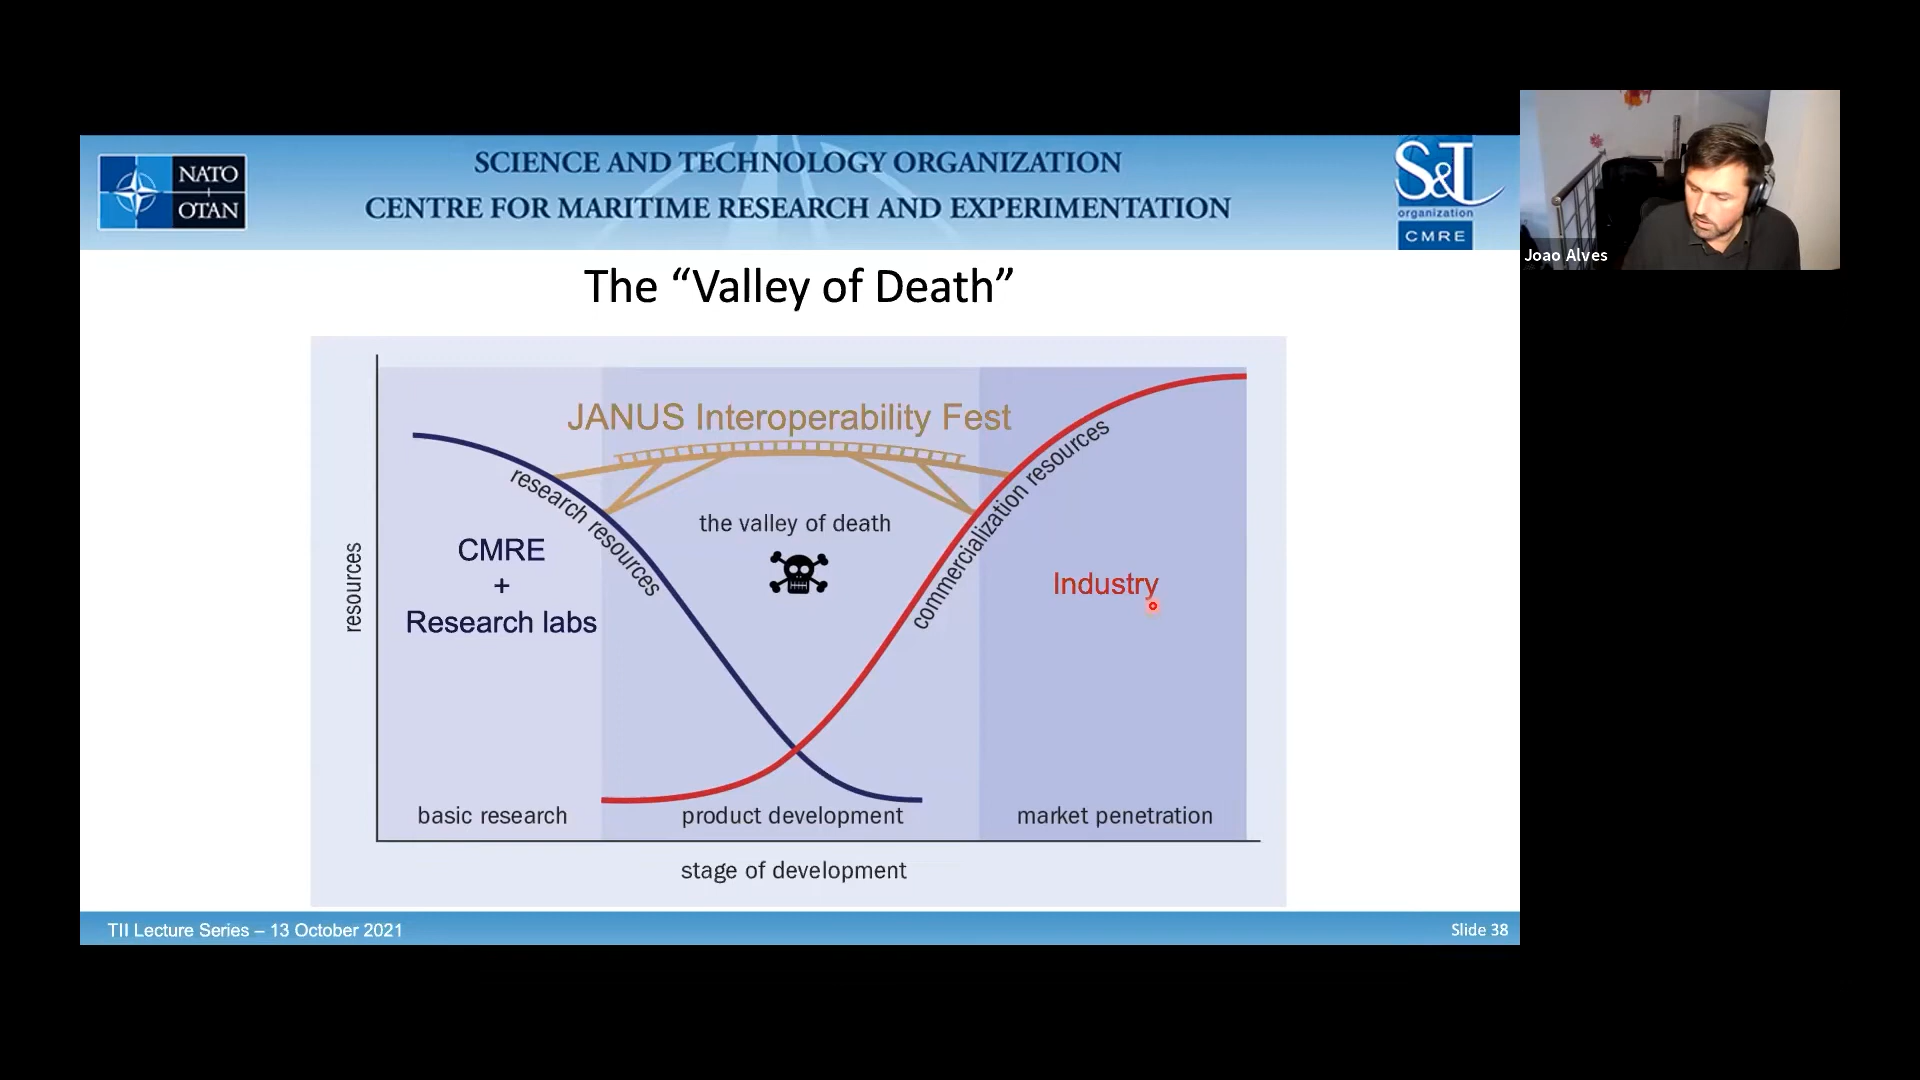 NATO
OTAN
SCIENCE AND TECHNOLOGY ORGANIZATION
CENTRE FOR MARITIME RESEARCH AND EXPERIMENTATION
S&T
organization
CMRE
Joao Alves
The “Valley of Death”
JANUS Interoperability Fest
research resources
the valley of death
commercialization resources
CMRE
+
Research labs
Industry
resources
basic research
product development
market penetration
stage of development
TII Lecture Series – 13 October 2021
Slide 38